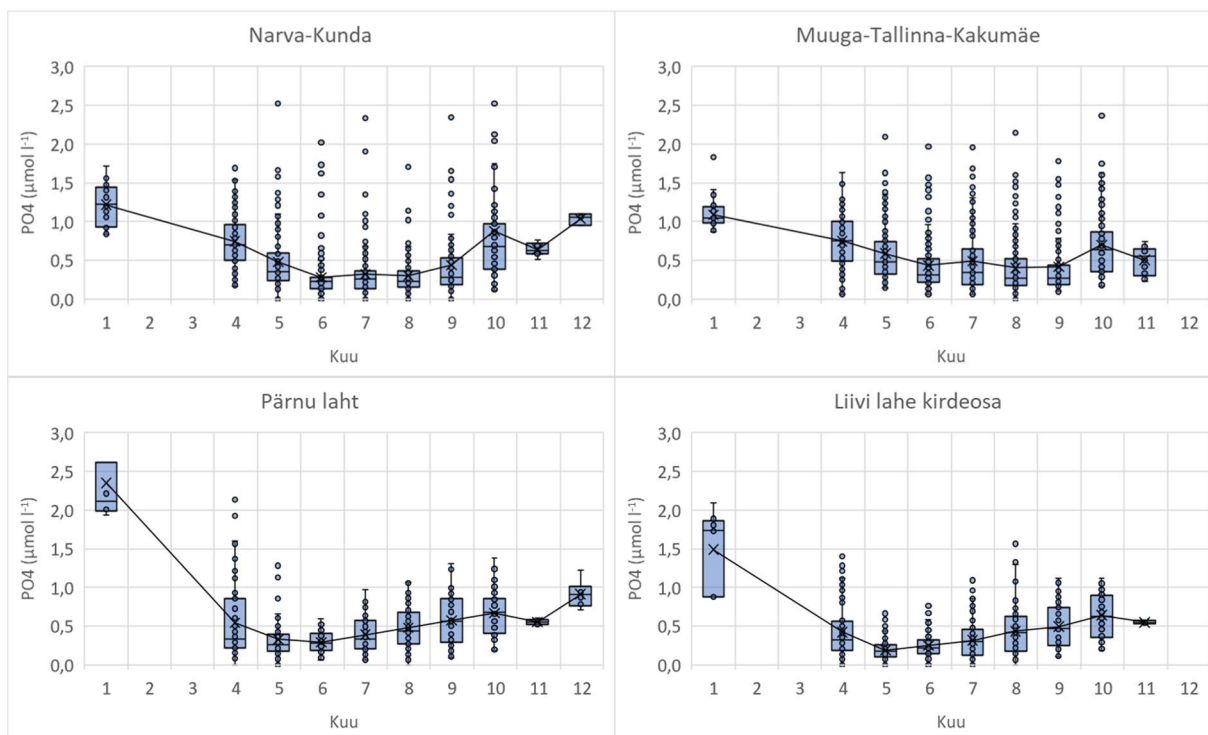 Narva-Kunda
3,0
2,5
2,0
1,5
1,0
0,5
0,0
PO4 (µmol l⁻¹)
1 2 3 4 5 6 7 8 9 10 11 12
Kuu
Muuga-Tallinna-Kakumäe
3,0
2,5
2,0
1,5
1,0
0,5
0,0
PO4 (µmol l⁻¹)
1 2 3 4 5 6 7 8 9 10 11 12
Kuu
Pärnu laht
3,0
2,5
2,0
1,5
1,0
0,5
0,0
PO4 (µmol l⁻¹)
1 2 3 4 5 6 7 8 9 10 11 12
Kuu
Liivi lahe kirdeosa
3,0
2,5
2,0
1,5
1,0
0,5
0,0
PO4 (µmol l⁻¹)
1 2 3 4 5 6 7 8 9 10 11 12
Kuu